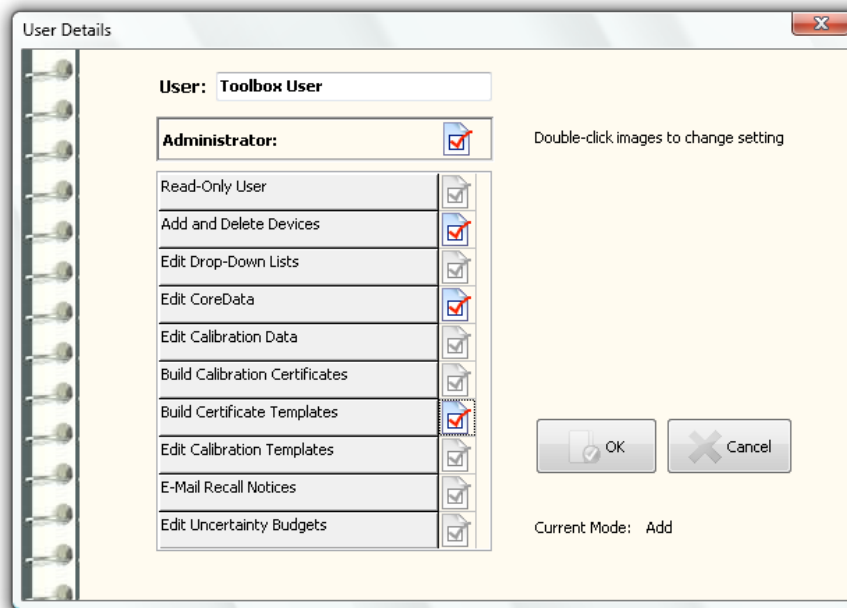 User Details
User: Toolbox User
Administrator:
Double-click images to change setting
Read-Only User
Add and Delete Devices
Edit Drop-Down Lists
Edit CoreData
Edit Calibration Data
Build Calibration Certificates
Build Certificate Templates
Edit Calibration Templates
E-Mail Recall Notices
Edit Uncertainty Budgets
OK
Cancel
Current Mode: Add